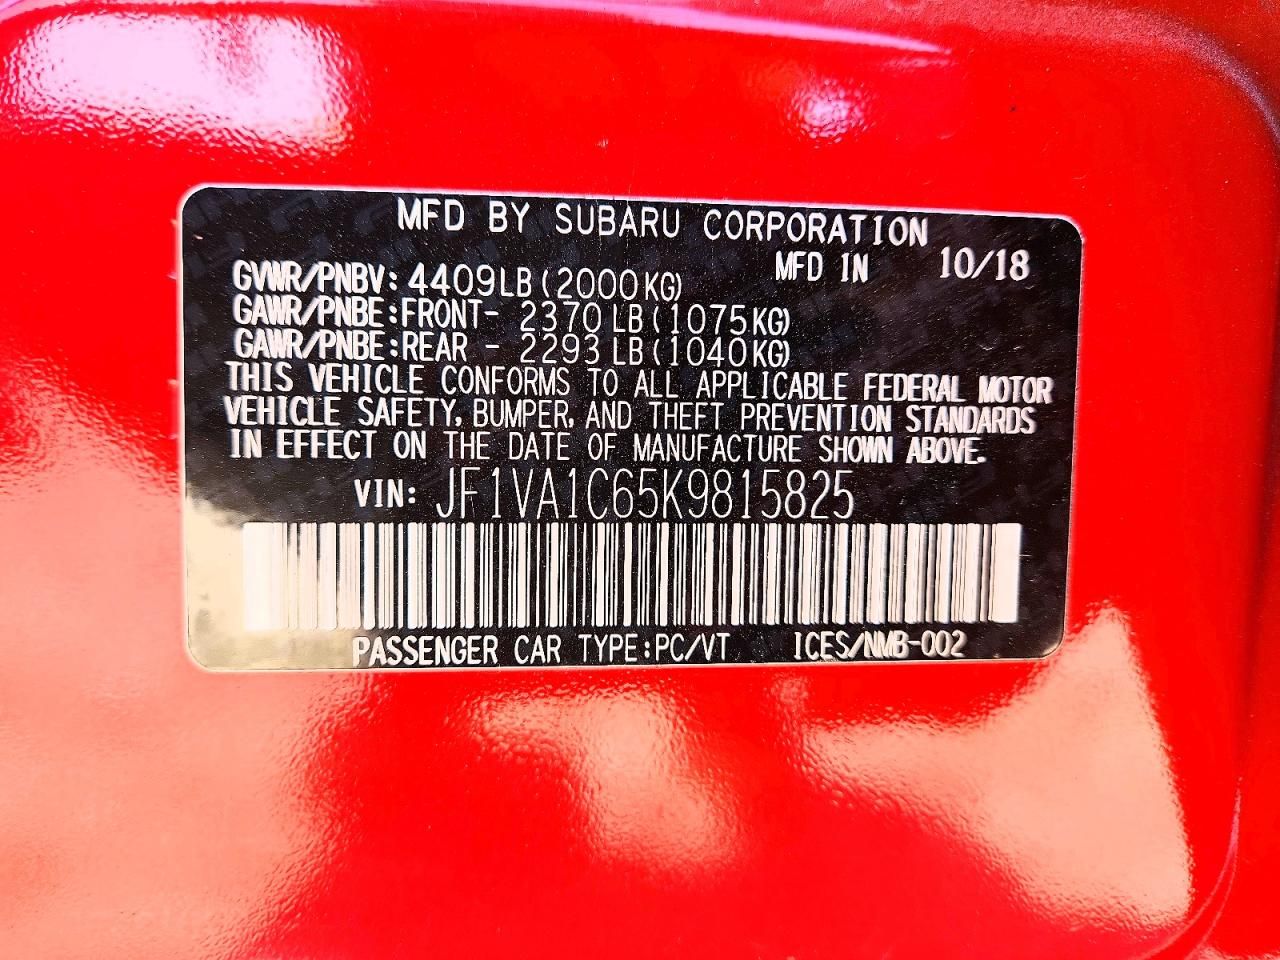 MFD BY SUBARU CORPORATION
MFD IN 10/18
GVWR/PNBV: 4409LB (2000KG)
GAWR/PNBE:FRONT- 2370 LB (1075KG)
GAWR/PNBE:REAR - 2293 LB (1040KG)
THIS VEHICLE CONFORMS TO ALL APPLICABLE FEDERAL MOTOR
VEHICLE SAFETY, BUMPER, AND THEFT PREVENTION STANDARDS
IN EFFECT ON THE DATE OF MANUFACTURE SHOWN ABOVE.
VIN: JF1VA1C65K9815825
PASSENGER CAR TYPE:PC/VT ICES/NMB-002